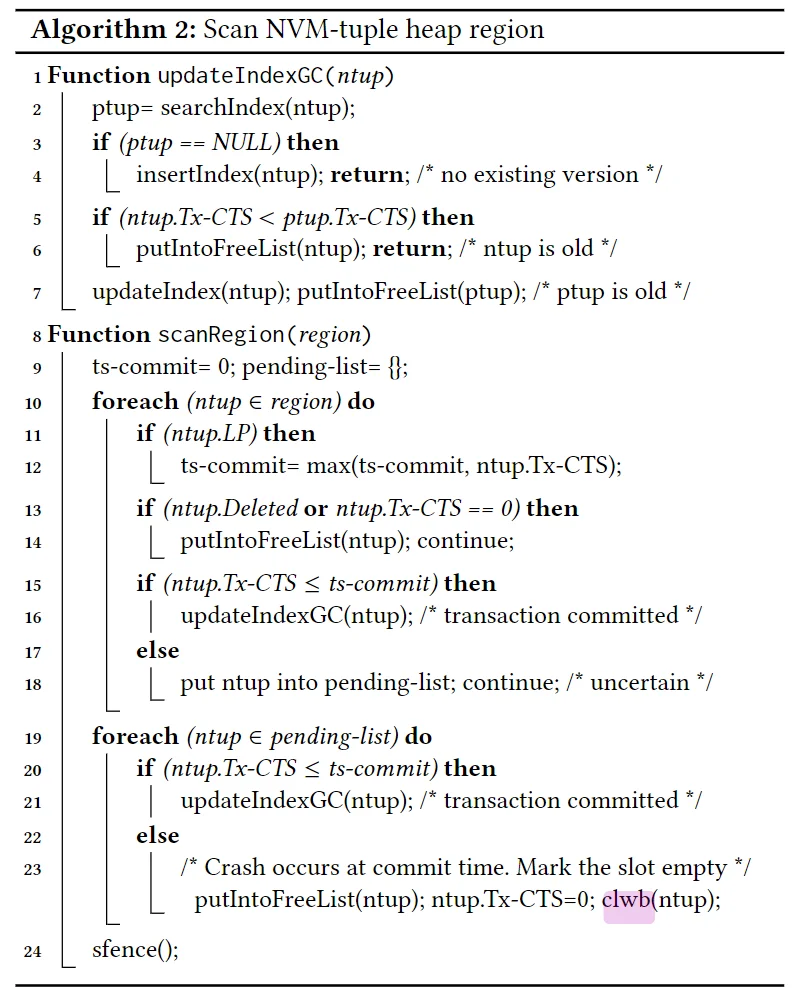 Algorithm 2: Scan NVM-tuple heap region
1 Function updateIndexGC(ntup)
2 ptup= searchIndex(ntup);
3 if (ptup == NULL) then
4 insertIndex(ntup); return; /* no existing version */
5 if (ntup.Tx-CTS < ptup.Tx-CTS) then
6 putIntoFreeList(ntup); return; /* ntup is old */
7 updateIndex(ntup); putIntoFreeList(ptup); /* ptup is old */
8 Function scanRegion(region)
9 ts-commit= 0; pending-list= {};
10 foreach (ntup ∈ region) do
11 if (ntup.LP) then
12 ts-commit= max(ts-commit, ntup.Tx-CTS);
13 if (ntup.Deleted or ntup.Tx-CTS == 0) then
14 putIntoFreeList(ntup); continue;
15 if (ntup.Tx-CTS ≤ ts-commit) then
16 updateIndexGC(ntup); /* transaction committed */
17 else
18 put ntup into pending-list; continue; /* uncertain */
19 foreach (ntup ∈ pending-list) do
20 if (ntup.Tx-CTS ≤ ts-commit) then
21 updateIndexGC(ntup); /* transaction committed */
22 else
23 /* Crash occurs at commit time. Mark the slot empty */
putIntoFreeList(ntup); ntup.Tx-CTS=0; clwb(ntup);
24 sfence();